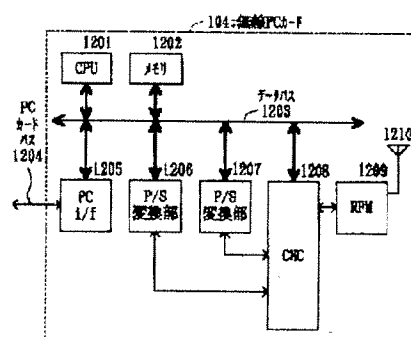 104:無線PCカード
1201
CPU
1202
メモリ
データバス
1203
PC
カード
バス
1204
1205
PC
i/f
1206
P/S
変換部
1207
P/S
変換部
1208
CNC
1209
RFM
1210